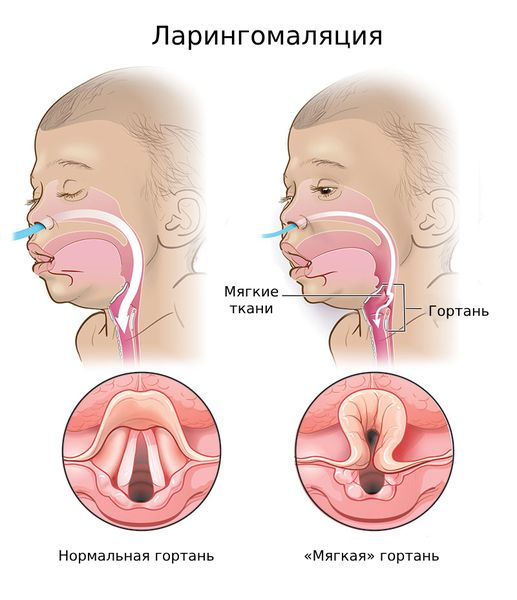 Ларингомаляция
Мягкие
ткани
Гортань
Нормальная гортань
«Мягкая» гортань